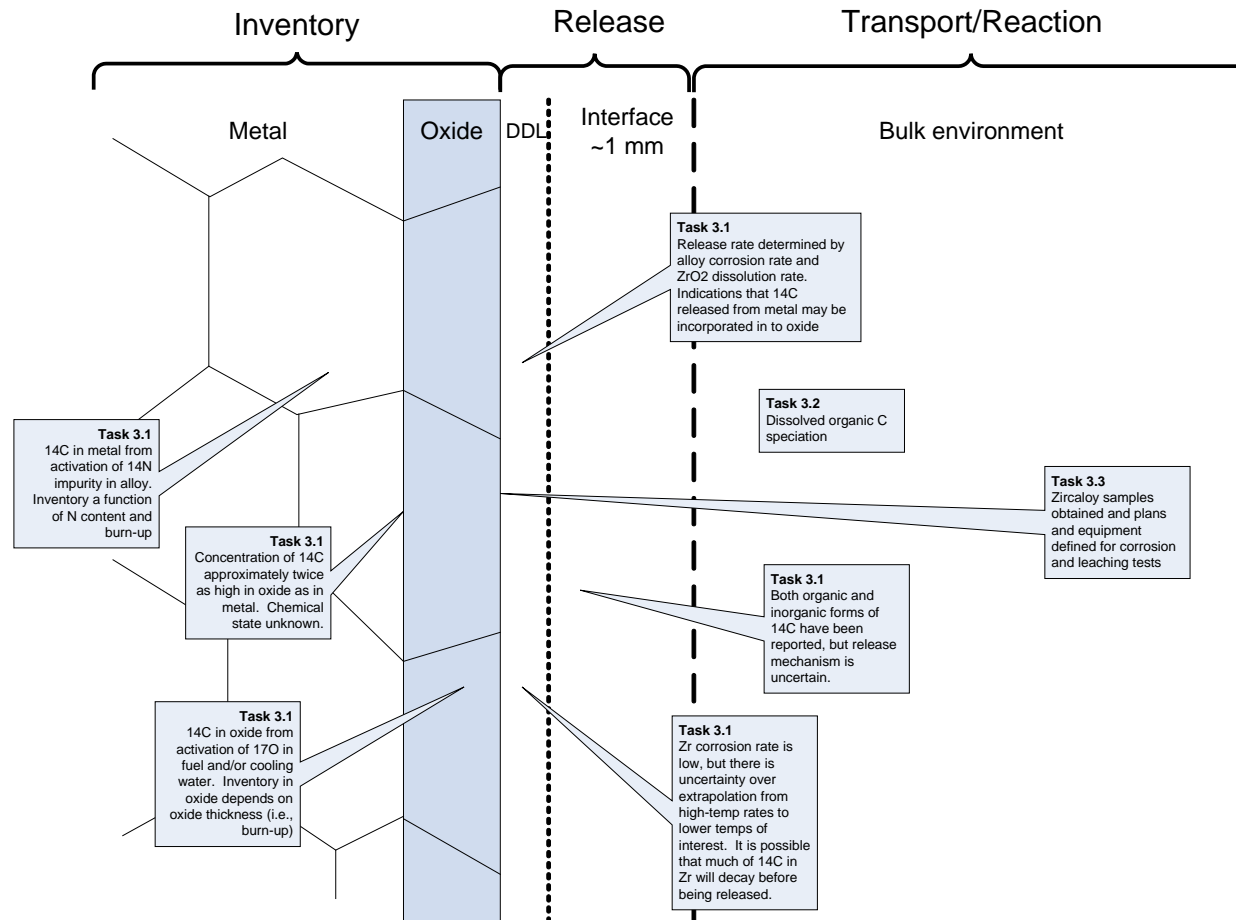 Inventory
Release
Transport/Reaction
Metal
Oxide
DDL
Interface
~1 mm
Bulk environment
Task 3.1
Release rate determined by
alloy corrosion rate and
ZrO2 dissolution rate.
Indications that 14C
released from metal may be
incorporated in to oxide
Task 3.2
Dissolved organic C
speciation
Task 3.1
14C in metal from
activation of 14N
impurity in alloy.
Inventory a function
of N content and
burn-up
Task 3.3
Zircaloy samples
obtained and plans
and equipment
defined for corrosion
and leaching tests
Task 3.1
Concentration of 14C
approximately twice
as high in oxide as in
metal.  Chemical
state unknown.
Task 3.1
Both organic and
inorganic forms of
14C have been
reported, but release
mechanism is
uncertain.
Task 3.1
14C in oxide from
activation of 17O in
fuel and/or cooling
water.  Inventory in
oxide depends on
oxide thickness (i.e.,
burn-up)
Task 3.1
Zr corrosion rate is
low, but there is
uncertainty over
extrapolation from
high-temp rates to
lower temps of
interest.  It is possible
that much of 14C in
Zr will decay before
being released.